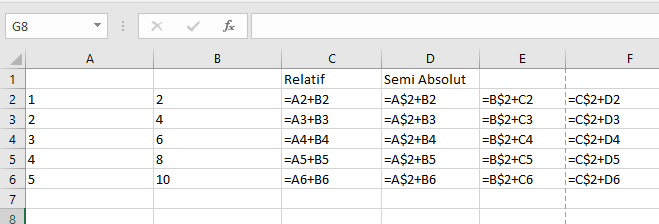 G8 fx
A B C D E F
1 Relatif Semi Absolut
2 1 2 =A2+B2 =A$2+B2 =B$2+C2 =C$2+D2
3 2 4 =A3+B3 =A$2+B3 =B$2+C3 =C$2+D3
4 3 6 =A4+B4 =A$2+B4 =B$2+C4 =C$2+D4
5 4 8 =A5+B5 =A$2+B5 =B$2+C5 =C$2+D5
6 5 10 =A6+B6 =A$2+B6 =B$2+C6 =C$2+D6
7
8